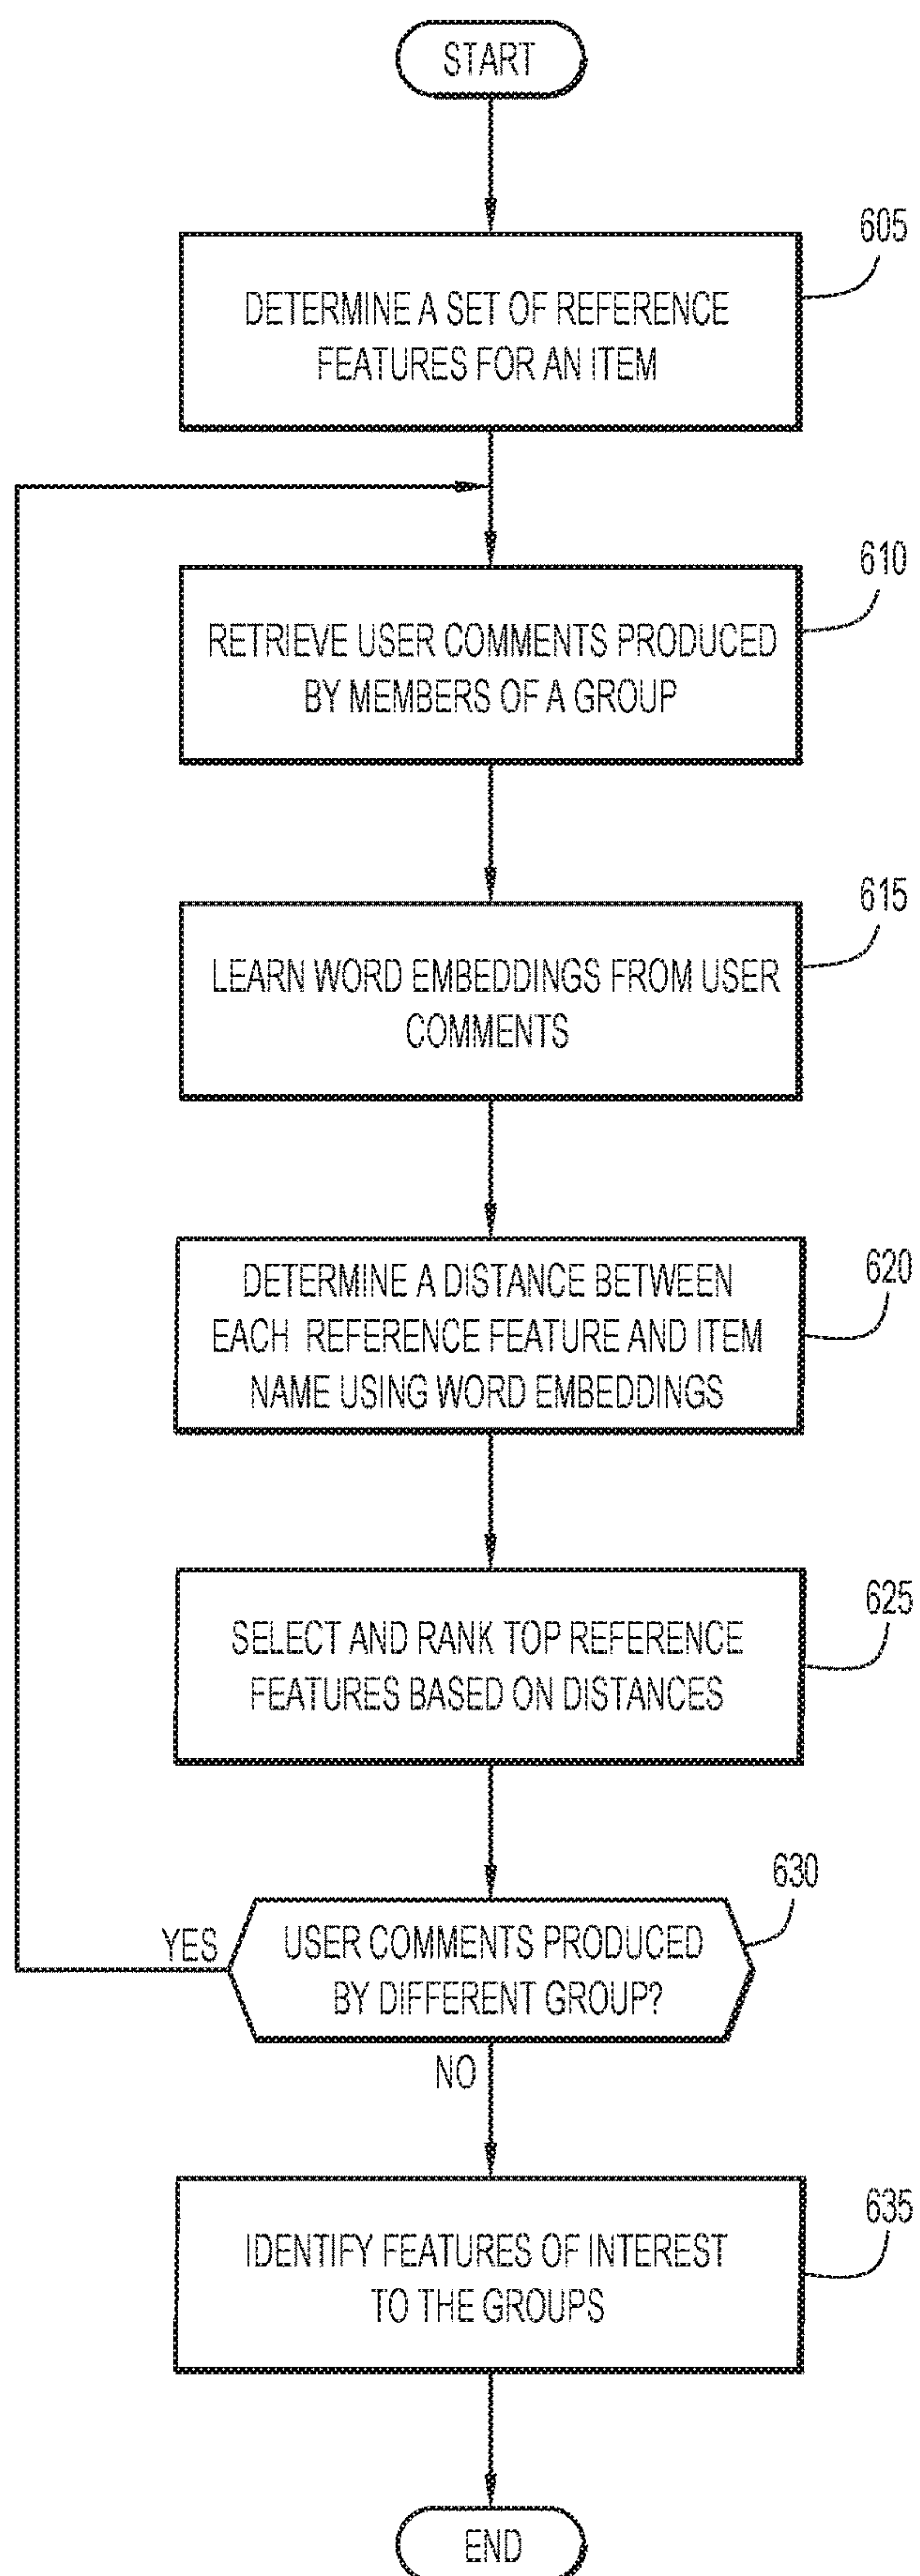 START
605
DETERMINE A SET OF REFERENCE
FEATURES FOR AN ITEM
610
RETRIEVE USER COMMENTS PRODUCED
BY MEMBERS OF A GROUP
615
LEARN WORD EMBEDDINGS FROM USER
COMMENTS
620
DETERMINE A DISTANCE BETWEEN
EACH REFERENCE FEATURE AND ITEM
NAME USING WORD EMBEDDINGS
625
SELECT AND RANK TOP REFERENCE
FEATURES BASED ON DISTANCES
630
YES
USER COMMENTS PRODUCED
BY DIFFERENT GROUP?
NO
635
IDENTIFY FEATURES OF INTEREST
TO THE GROUPS
END